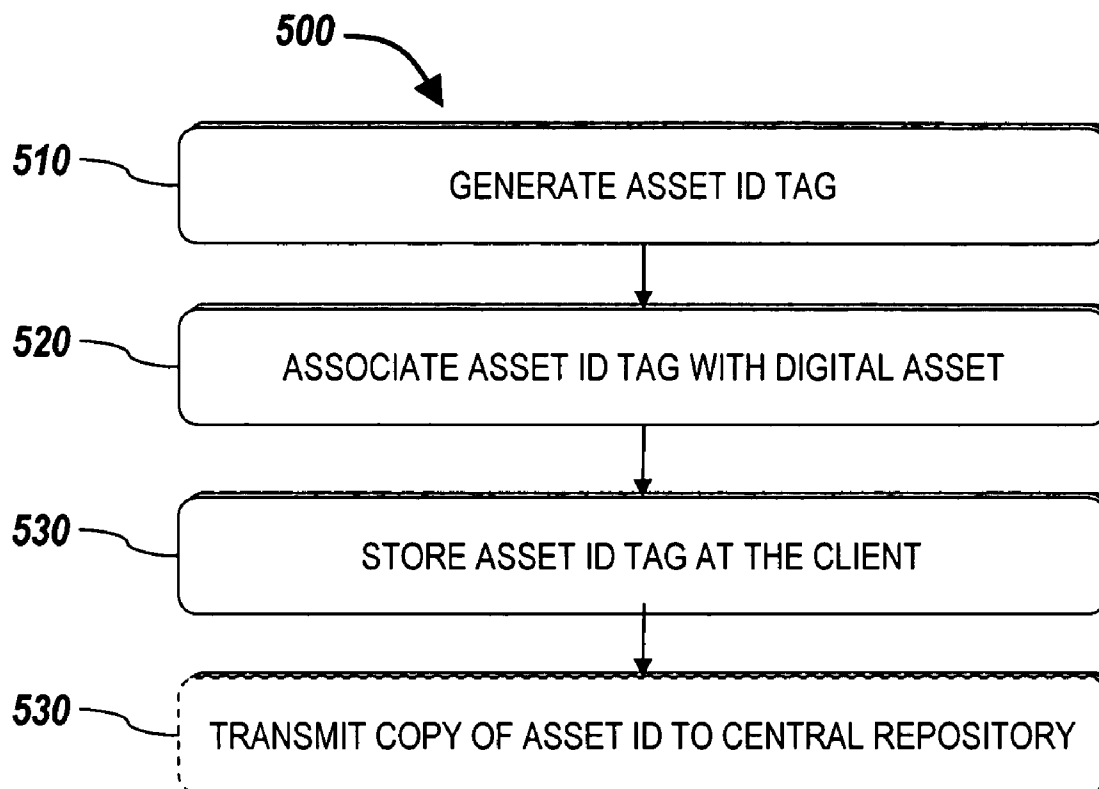 500
510
GENERATE ASSET ID TAG
520
ASSOCIATE ASSET ID TAG WITH DIGITAL ASSET
530
STORE ASSET ID TAG AT THE CLIENT
530
TRANSMIT COPY OF ASSET ID TO CENTRAL REPOSITORY